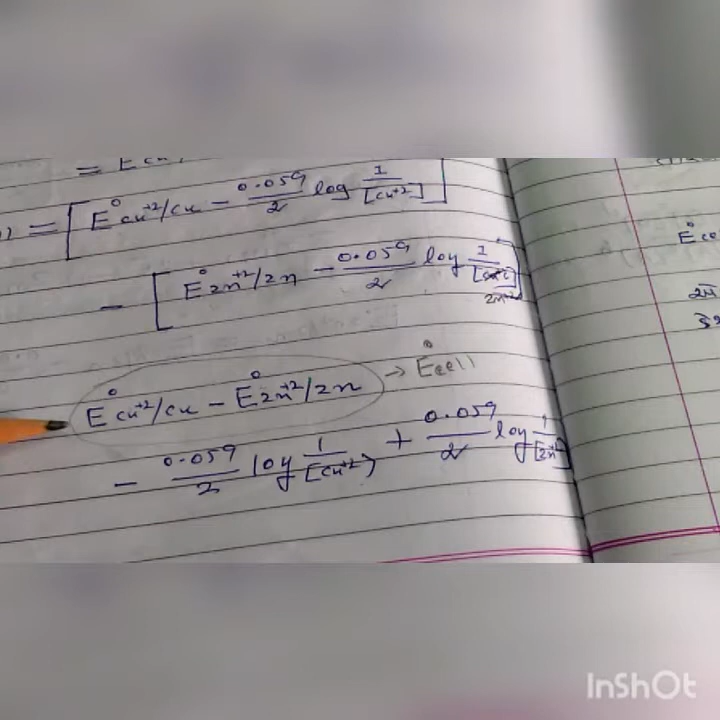 = [E° cu+2/cu - 0.059/2 log 1/[cu+2]]
- [E° zn+2/zn - 0.059/2 log 1/[zn+2]]
E° cu+2/cu - E° zn+2/zn → E° cell
- 0.059/2 log 1/[cu+2) + 0.059/2 log 1/[zn+2]
InShOt